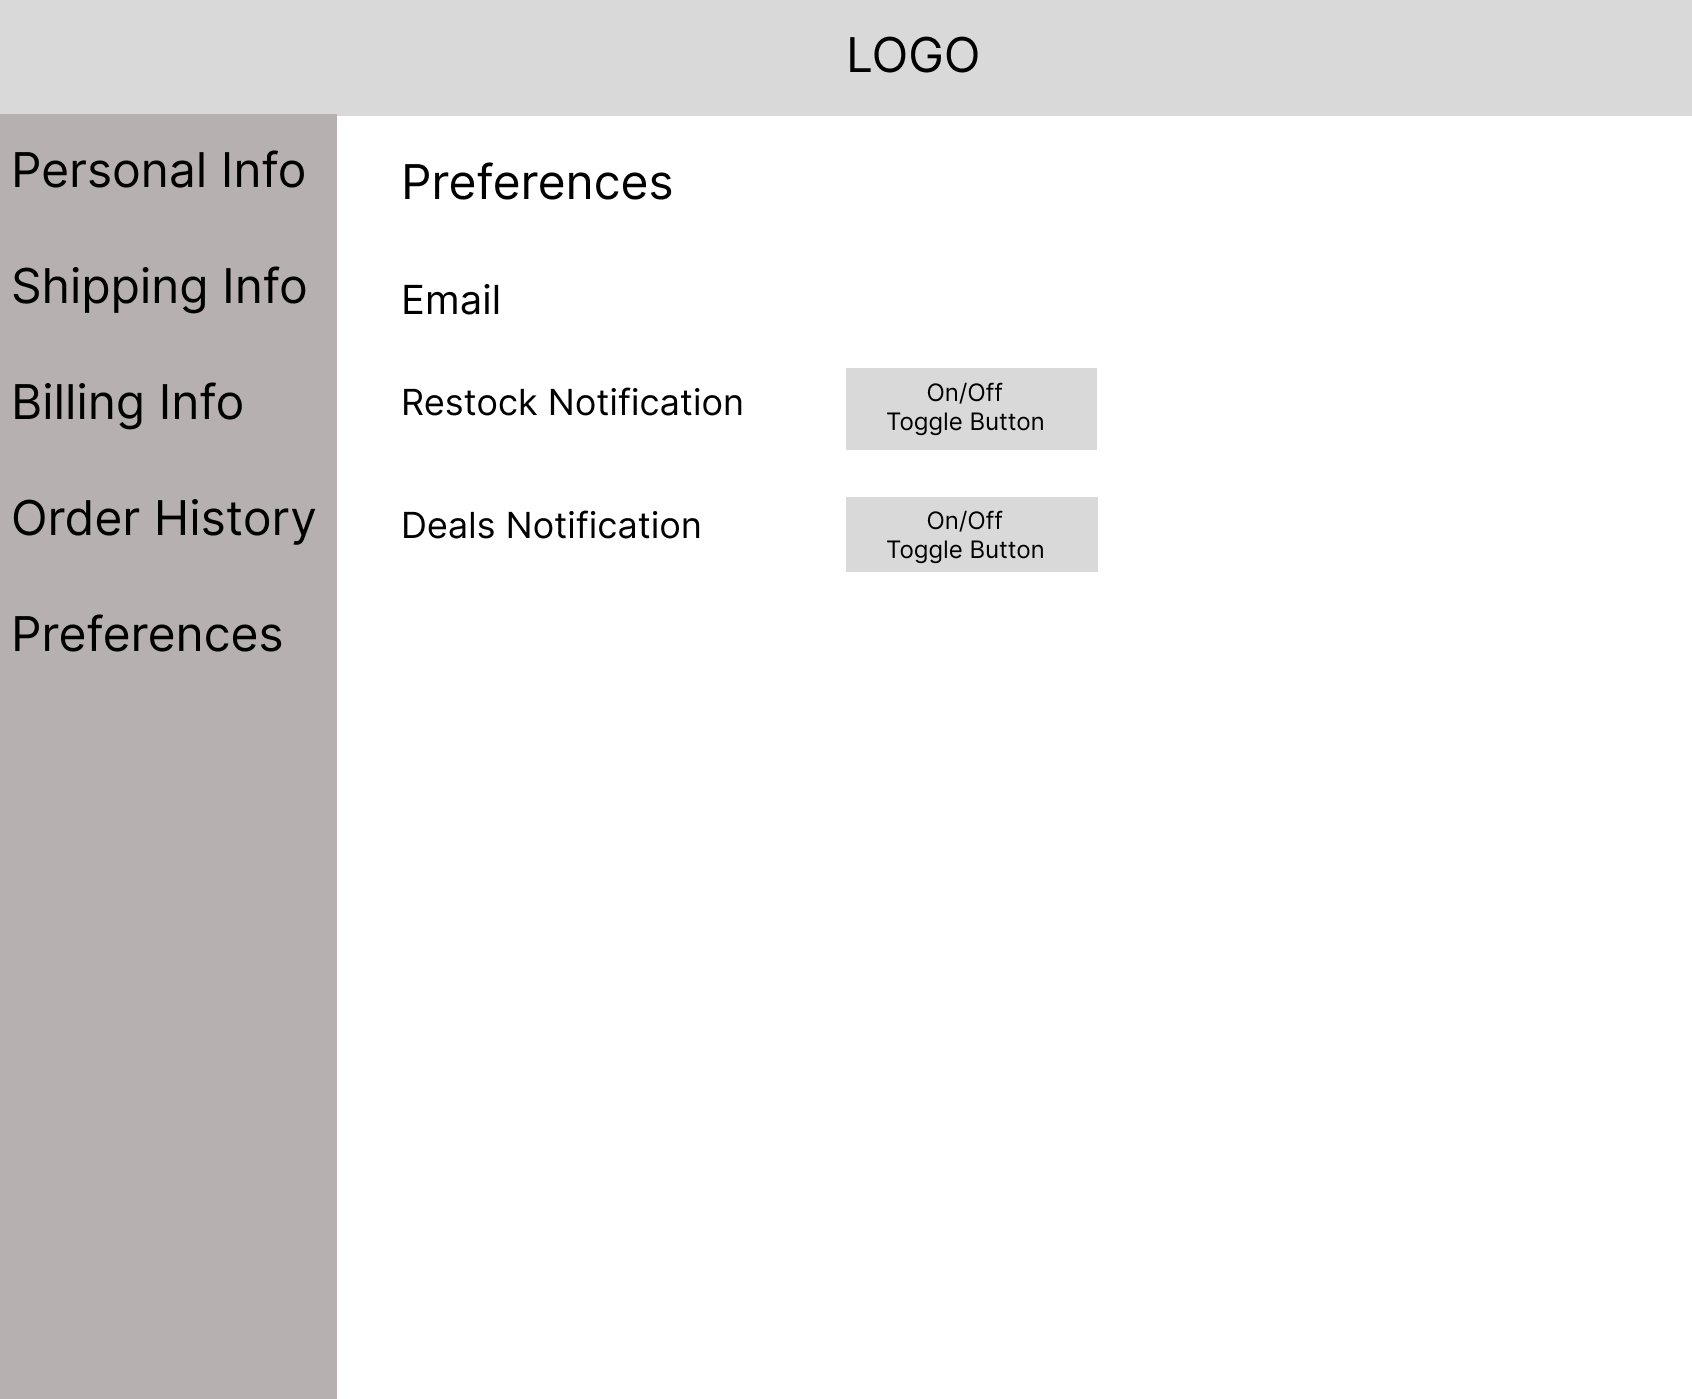 LOGO
Personal Info
Shipping Info
Billing Info
Order History
Preferences
Preferences
Email
Restock Notification
On/Off
Toggle Button
Deals Notification
On/Off
Toggle Button